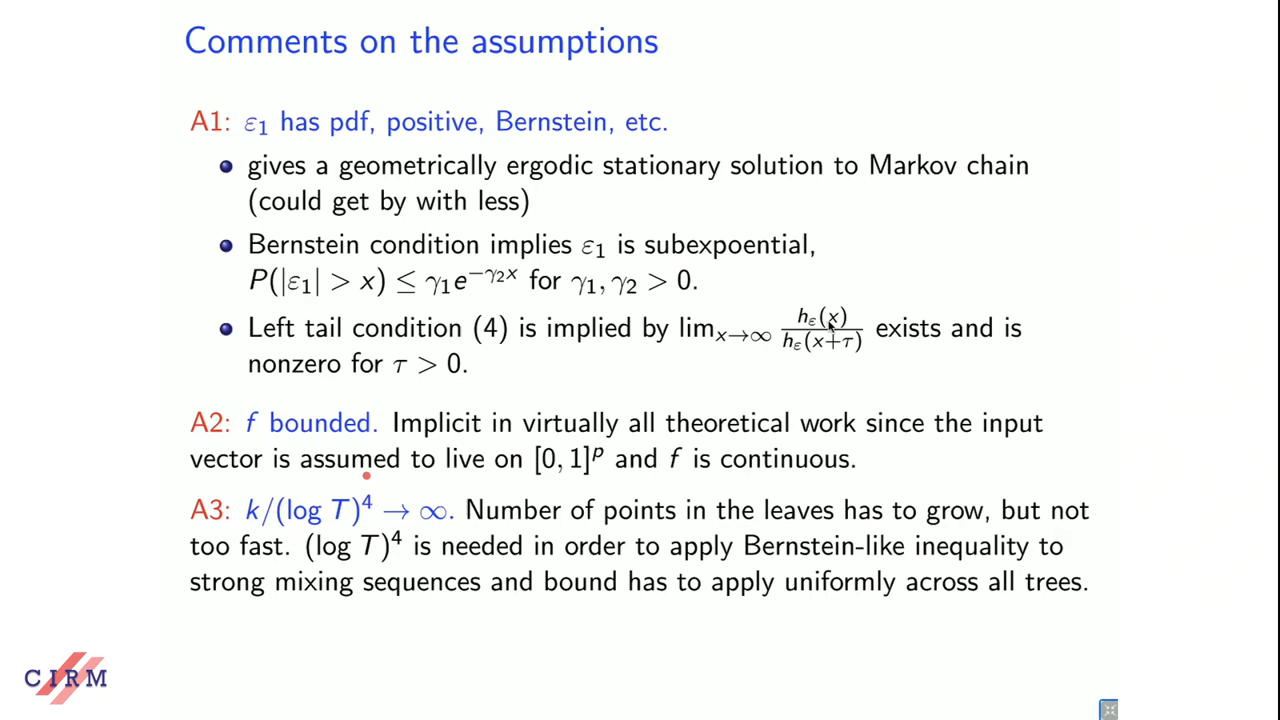 Comments on the assumptions
A1: ε₁ has pdf, positive, Bernstein, etc.
gives a geometrically ergodic stationary solution to Markov chain
(could get by with less)
Bernstein condition implies ε₁ is subexpoential,
P(|ε₁| > x) ≤ γ₁e^{−γ₂x} for γ₁, γ₂ > 0.
Left tail condition (4) is implied by lim_{x→∞} h_ε(x)/h_ε(x+τ) exists and is
nonzero for τ > 0.
A2: f bounded. Implicit in virtually all theoretical work since the input
vector is assumed to live on [0, 1]^p and f is continuous.
A3: k/(log T)⁴ → ∞. Number of points in the leaves has to grow, but not
too fast. (log T)⁴ is needed in order to apply Bernstein-like inequality to
strong mixing sequences and bound has to apply uniformly across all trees.
CIRM